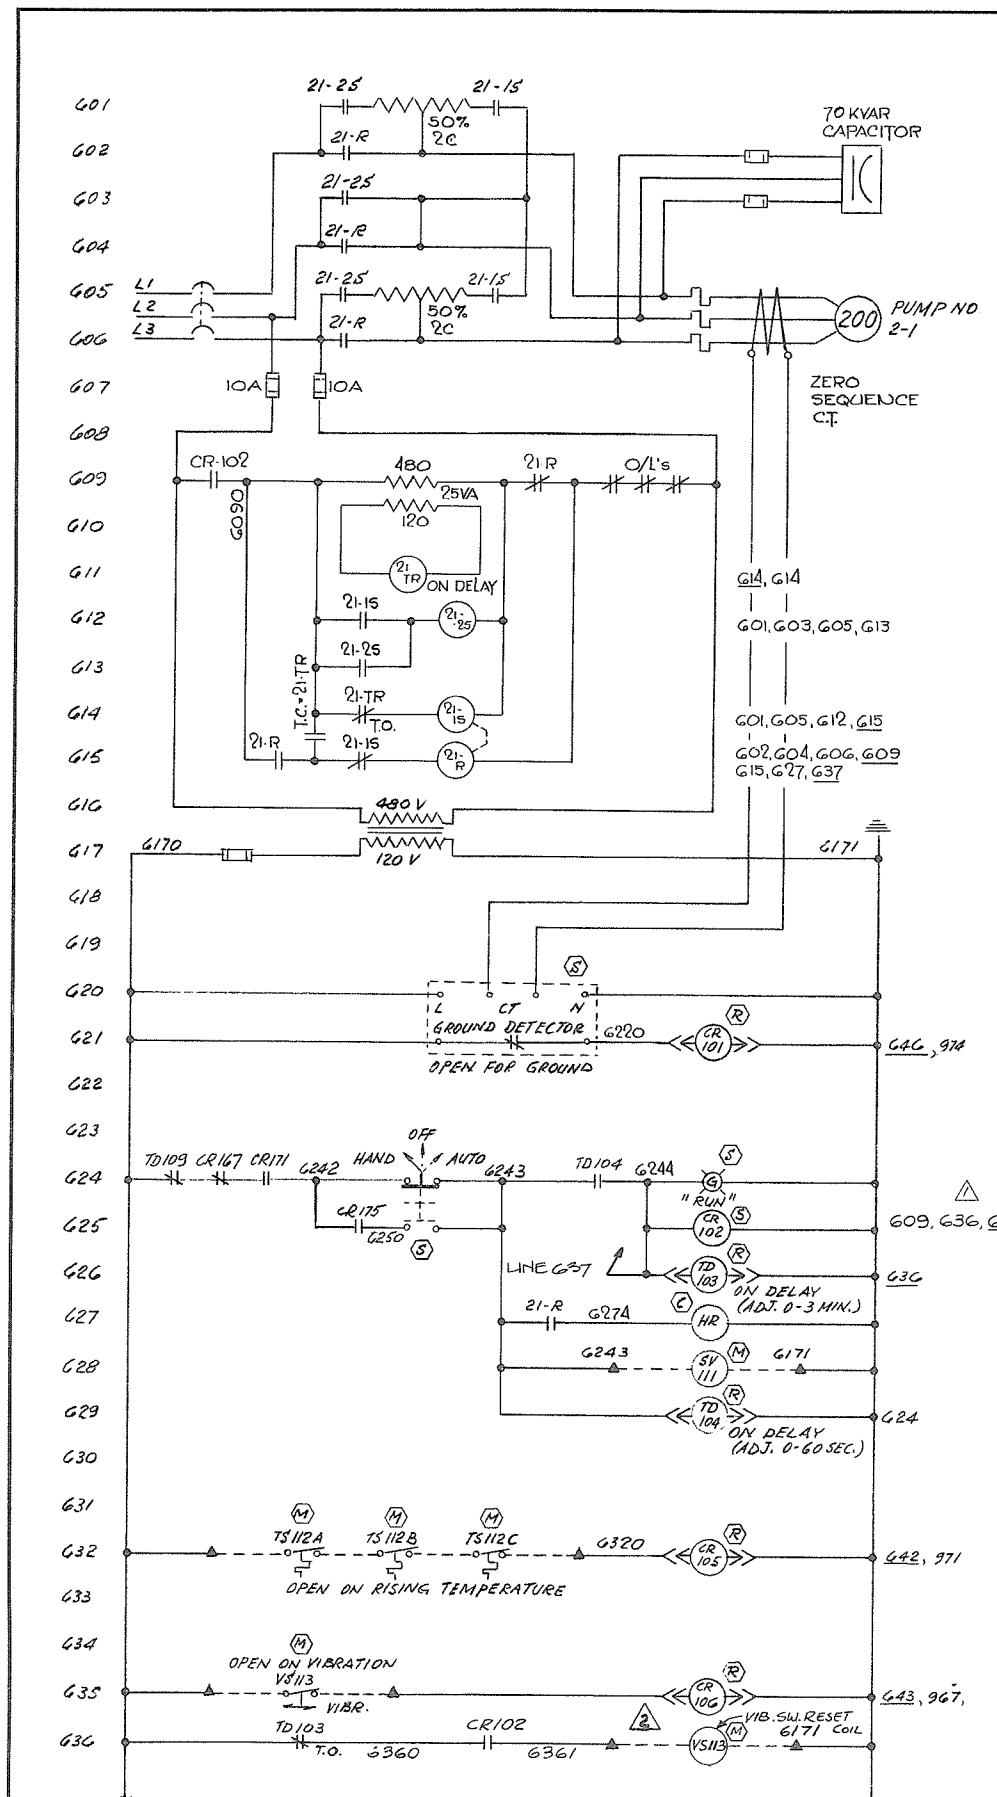 601
21-2S
21-1S
50%
2C
70 KVAR
CAPACITOR
602
21-R
603
21-2S
604
21-R
605
L1
L2
21-2S
21-1S
50%
2C
606
L3
21-R
200
PUMP NO.
2-1
607
10A
10A
ZERO
SEQUENCE
C.T.
608
609
CR-102
480
25VA
21-R
O/L's
6090
610
120
611
21
TR
ON DELAY
614, 614
612
21-1S
21-
2S
601, 603, 605, 613
613
21-2S
T.C. = 21-TR
614
21-TR
T.O.
21-
1S
601, 605, 612, 615
615
21-R
21-1S
21-
R
602, 604, 606, 609
615, 627, 637
616
480 V
617
6170
120 V
6171
618
619
620
S
L
CT
N
621
GROUND DETECTOR
6220
CR
101
R
646, 974
OPEN FOR GROUND
622
623
OFF
624
TD109
CR167
CR171
6242
HAND
AUTO
6243
TD104
6244
G
S
"RUN"
1
625
CR175
6250
S
CR
102
S
609, 636, 6
626
LINE 637
TD
103
R
636
ON DELAY
(ADJ. 0-3 MIN.)
627
21-R
6274
C
HR
628
6243
SV
111
M
6171
629
TD
104
R
624
ON DELAY
(ADJ. 0-60 SEC.)
630
631
M
M
M
632
TS112A
TS112B
TS112C
6320
CR
105
R
642, 971
OPEN ON RISING TEMPERATURE
633
634
M
OPEN ON VIBRATION
635
VS113
VIBR.
CR
106
R
643, 967,
636
TD103
T.O.
6360
CR102
6361
2
VS113
M
VIB. SW. RESET
COIL
6171